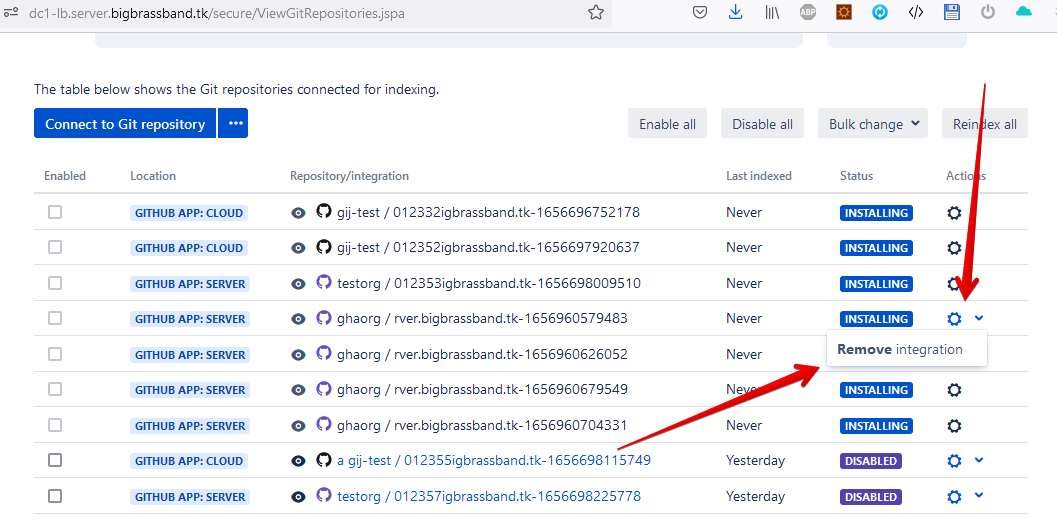 dc1-lb.server.bigbrassband.tk/secure/ViewGitRepositories.jspa
ABP
The table below shows the Git repositories connected for indexing.
Connect to Git repository ••• Enable all Disable all Bulk change Reindex all
Enabled Location Repository/integration Last indexed Status Actions
GITHUB APP: CLOUD gij-test / 012332igbrassband.tk-1656696752178 Never INSTALLING
GITHUB APP: CLOUD gij-test / 012352igbrassband.tk-1656697920637 Never INSTALLING
GITHUB APP: SERVER testorg / 012353igbrassband.tk-1656698009510 Never INSTALLING
GITHUB APP: SERVER ghaorg / rver.bigbrassband.tk-1656960579483 Never INSTALLING
GITHUB APP: SERVER ghaorg / rver.bigbrassband.tk-1656960626052 Never Remove integration
GITHUB APP: SERVER ghaorg / rver.bigbrassband.tk-1656960679549 Never INSTALLING
GITHUB APP: SERVER ghaorg / rver.bigbrassband.tk-1656960704331 Never INSTALLING
GITHUB APP: CLOUD a gij-test / 012355igbrassband.tk-1656698115749 Yesterday DISABLED
GITHUB APP: SERVER testorg / 012357igbrassband.tk-1656698225778 Yesterday DISABLED